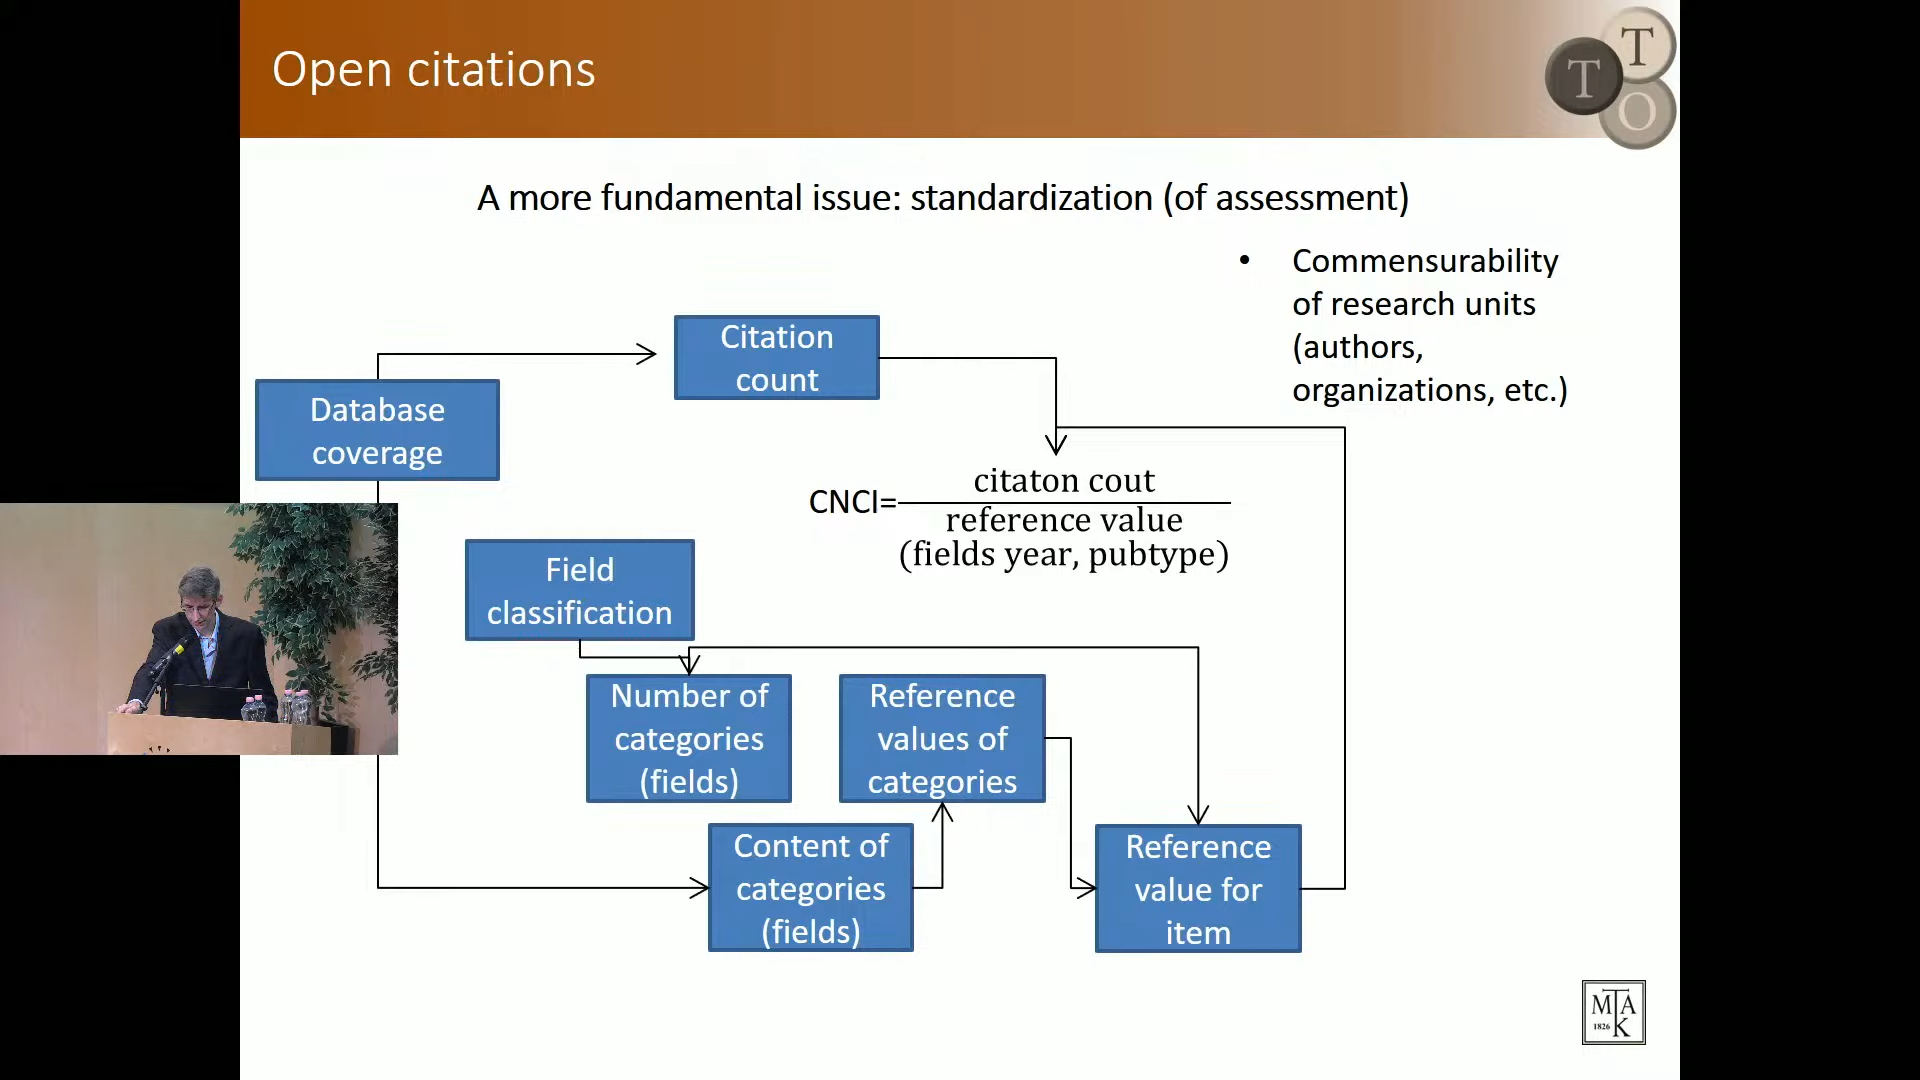 Open citations
T
T
O
A more fundamental issue: standardization (of assessment)
• Commensurability
of research units
(authors,
organizations, etc.)
Citation
count
Database
coverage
CNCI=
citaton cout
reference value
(fields year, pubtype)
Field
classification
Number of
categories
(fields)
Reference
values of
categories
Content of
categories
(fields)
Reference
value for
item
MTA
1826 K